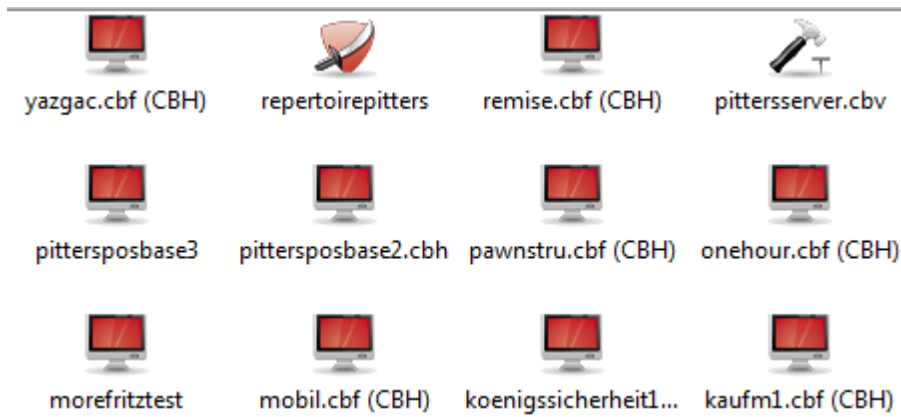 yazgac.cbf (CBH) repertoirepitters remise.cbf (CBH) pittersserver.cbv
pittersposbase3 pittersposbase2.cbh pawnstru.cbf (CBH) onehour.cbf (CBH)
morefritztest mobil.cbf (CBH) koenigssicherheit1... kaufm1.cbf (CBH)